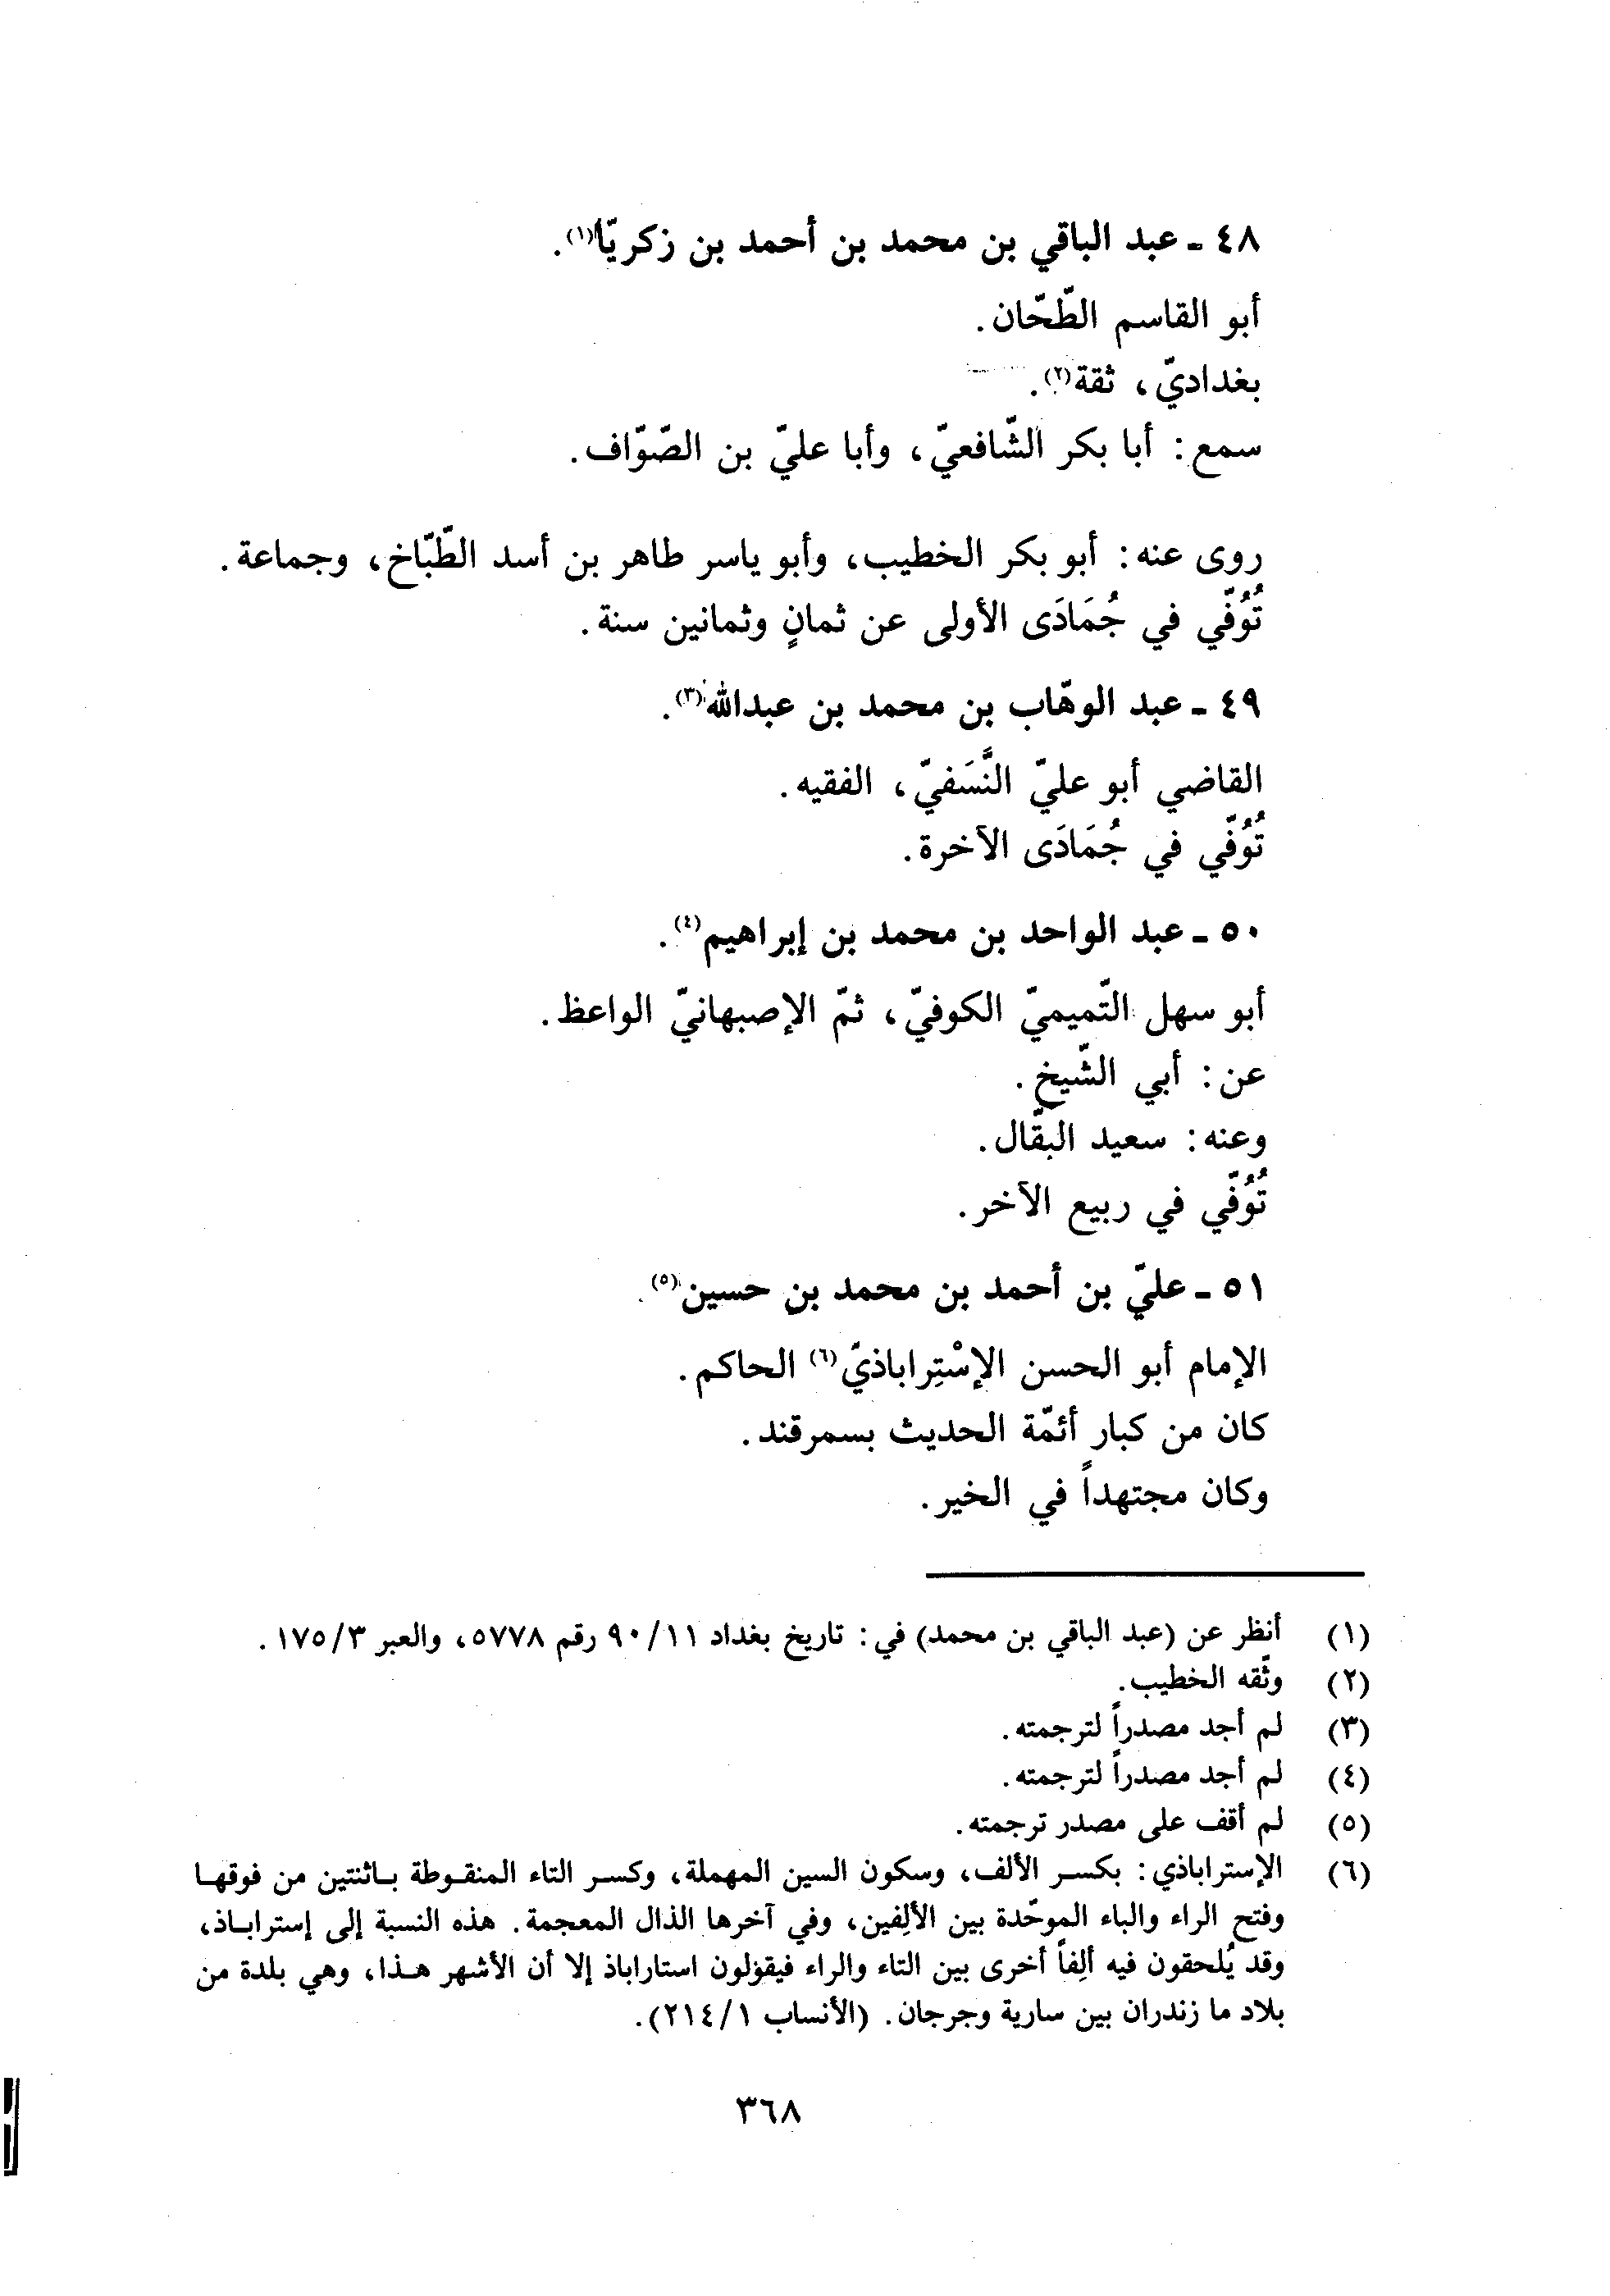 ٤٨ ـ عبد الباقي بن محمد بن أحمد بن زكريّا(١).
أبو القاسم الطّحّان.
بغداديّ، ثقة(٢).
سمع: أبا بكر الشّافعيّ، وأبا عليّ بن الصّوّاف.
روى عنه: أبو بكر الخطيب، وأبو ياسر طاهر بن أسد الطّبّاخ، وجماعة.
تُوُفّي في جُمَادَى الأولى عن ثمانٍ وثمانين سنة.
٤٩ ـ عبد الوهّاب بن محمد بن عبدالله(٣).
القاضي أبو عليّ النَّسَفيّ، الفقيه.
تُوُفّي في جُمَادَى الآخرة.
٥٠ ـ عبد الواحد بن محمد بن إبراهيم(٤).
أبو سهل التّميميّ الكوفيّ، ثمّ الإصبهانيّ الواعظ.
عن: أبي الشّيخ.
وعنه: سعيد البقّال.
تُوُفّي في ربيع الآخر.
٥١ ـ عليّ بن أحمد بن محمد بن حسين(٥).
الإمام أبو الحسن الإسْتِراباذيّ(٦) الحاكم.
كان من كبار أئمّة الحديث بسمرقند.
وكان مجتهداً في الخير.
(١) أنظر عن (عبد الباقي بن محمد) في: تاريخ بغداد ٩٠/١١ رقم ٥٧٧٨، والعبر ١٧٥/٣.
(٢) وثّقه الخطيب.
(٣) لم أجد مصدراً لترجمته.
(٤) لم أجد مصدراً لترجمته.
(٥) لم أقف على مصدر ترجمته.
(٦) الإستراباذي: بكسر الألف، وسكون السين المهملة، وكسر التاء المنقوطة باثنتين من فوقها
وفتح الراء والباء الموحّدة بين الألِفين، وفي آخرها الذال المعجمة. هذه النسبة إلى إستراباذ،
وقد يُلحقون فيه ألِفاً أخرى بين التاء والراء فيقولون استاراباذ إلا أن الأشهر هذا، وهي بلدة من
بلاد ما زندران بين سارية وجرجان. (الأنساب ٢١٤/١).
٣٦٨